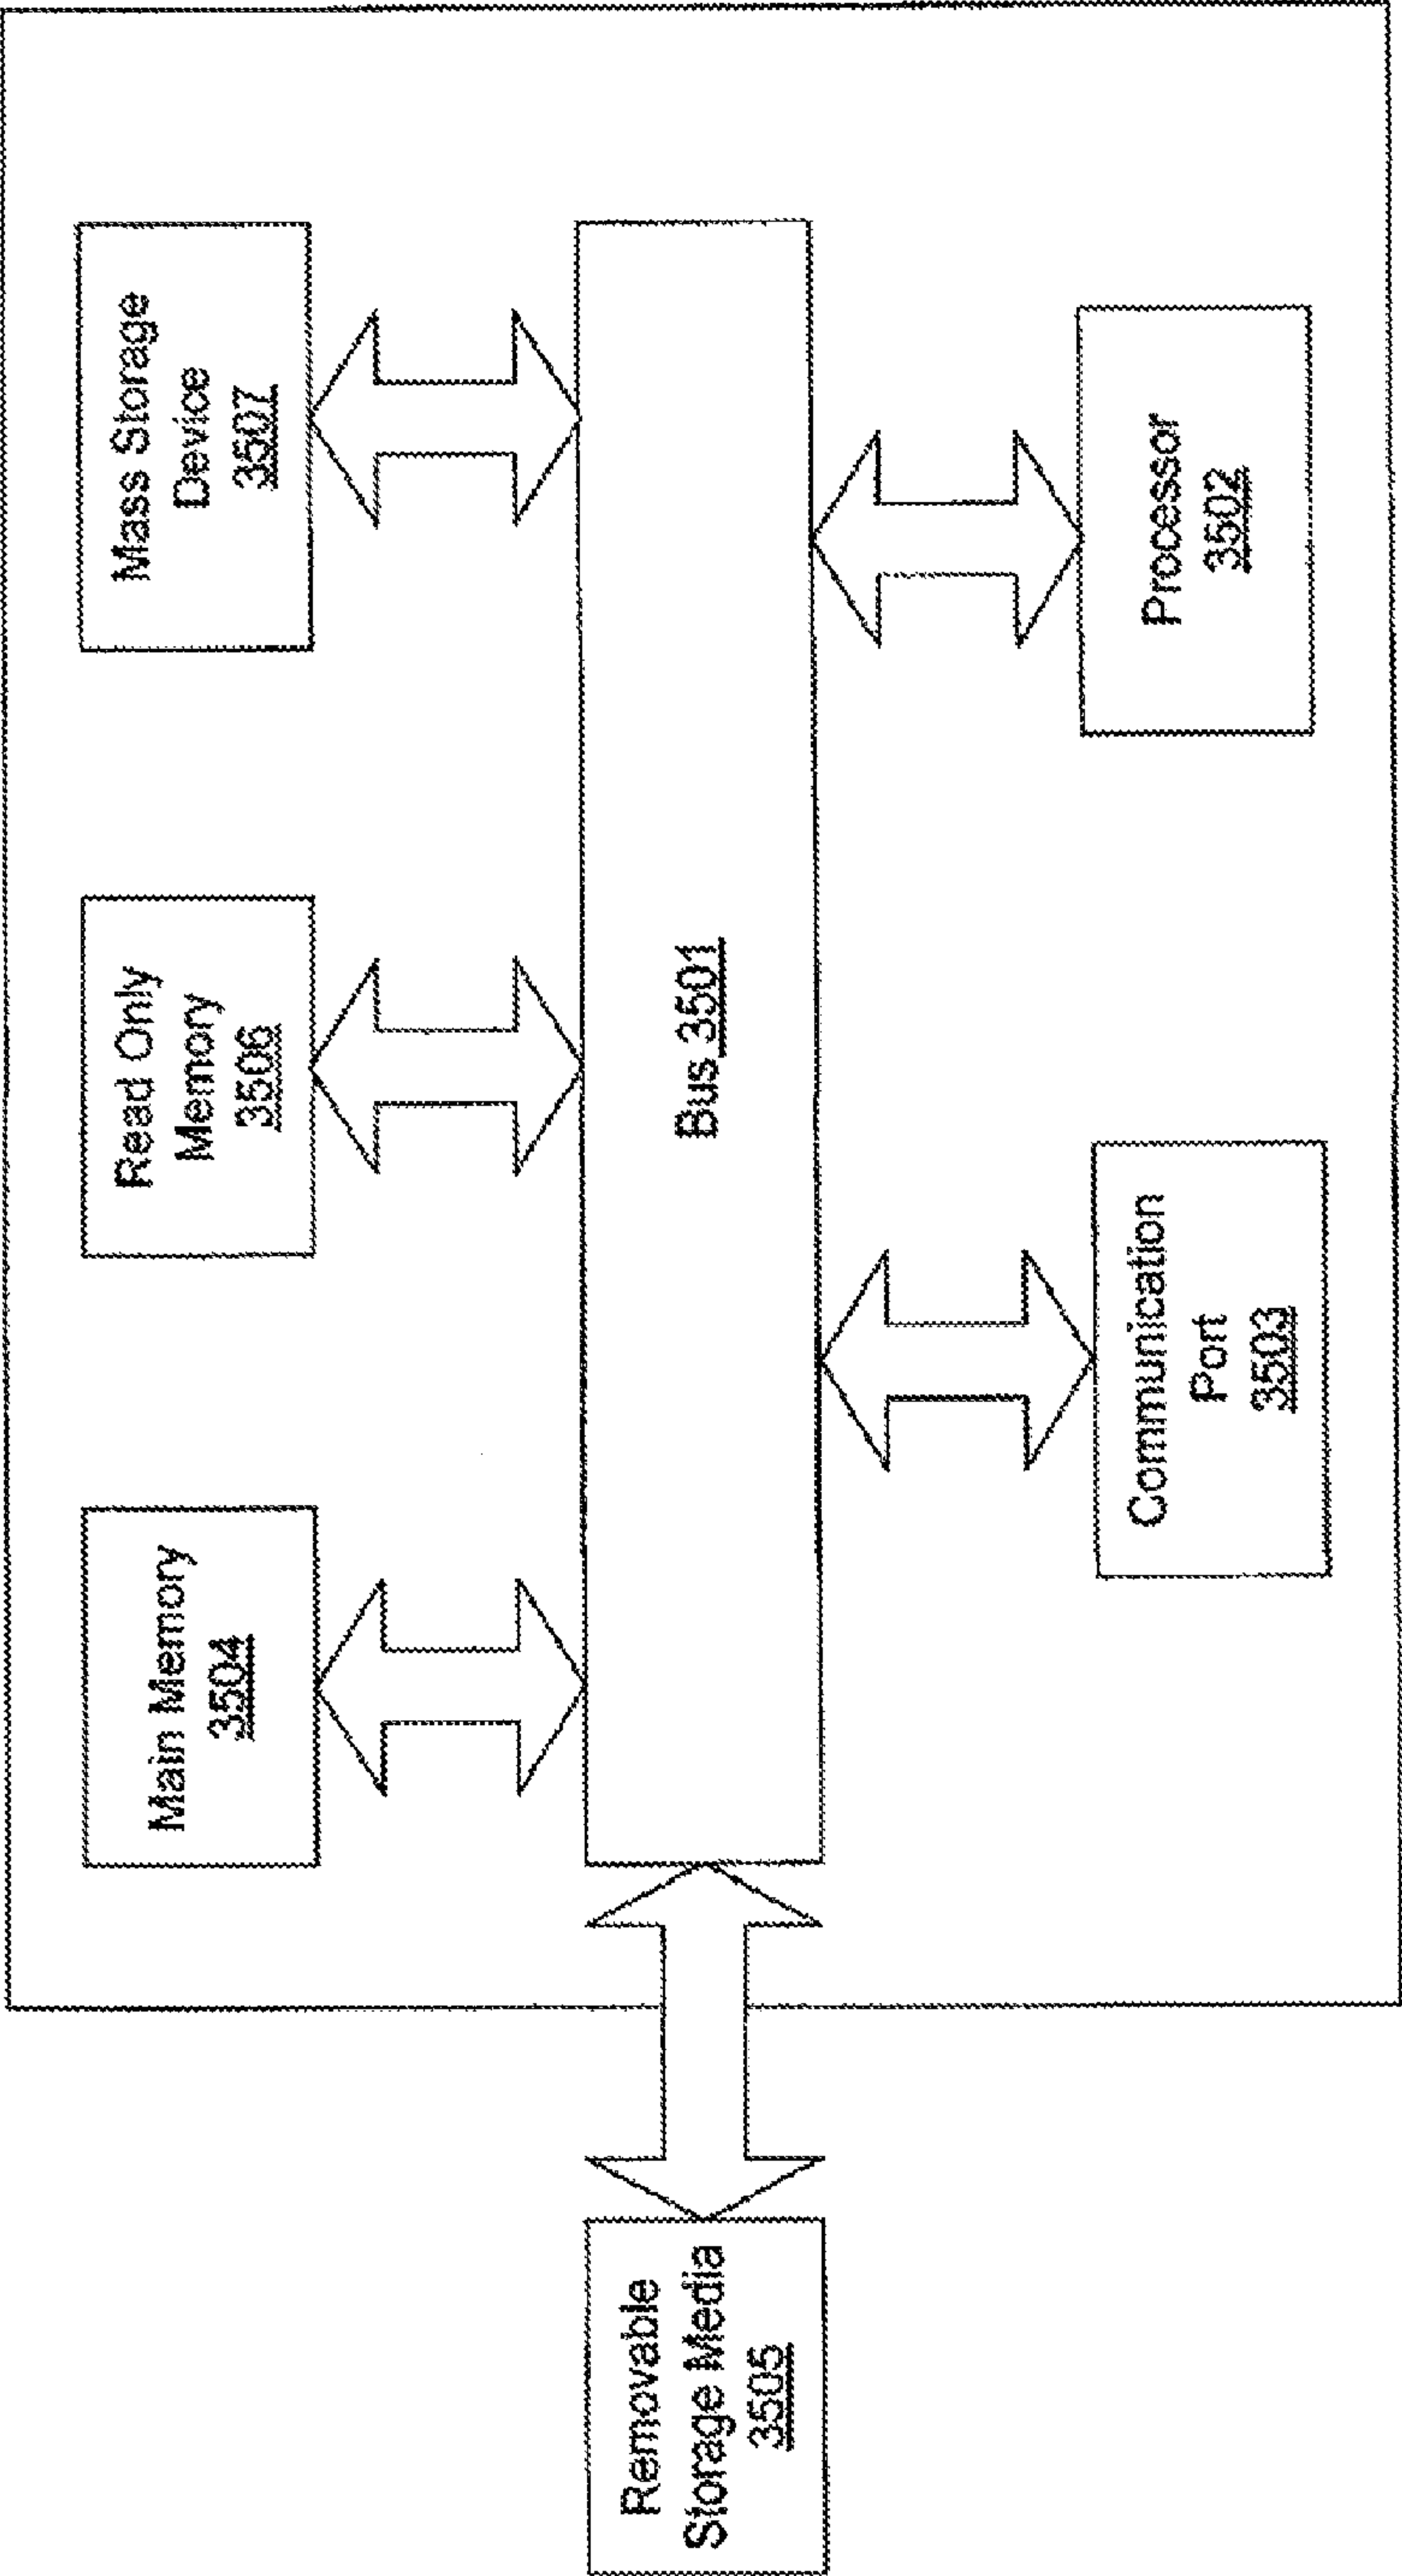 Main Memory
3504
Read Only
Memory
3506
Mass Storage
Device
3507
Removable
Storage Media
3505
Bus 3501
Communication
Port
3503
Processor
3502